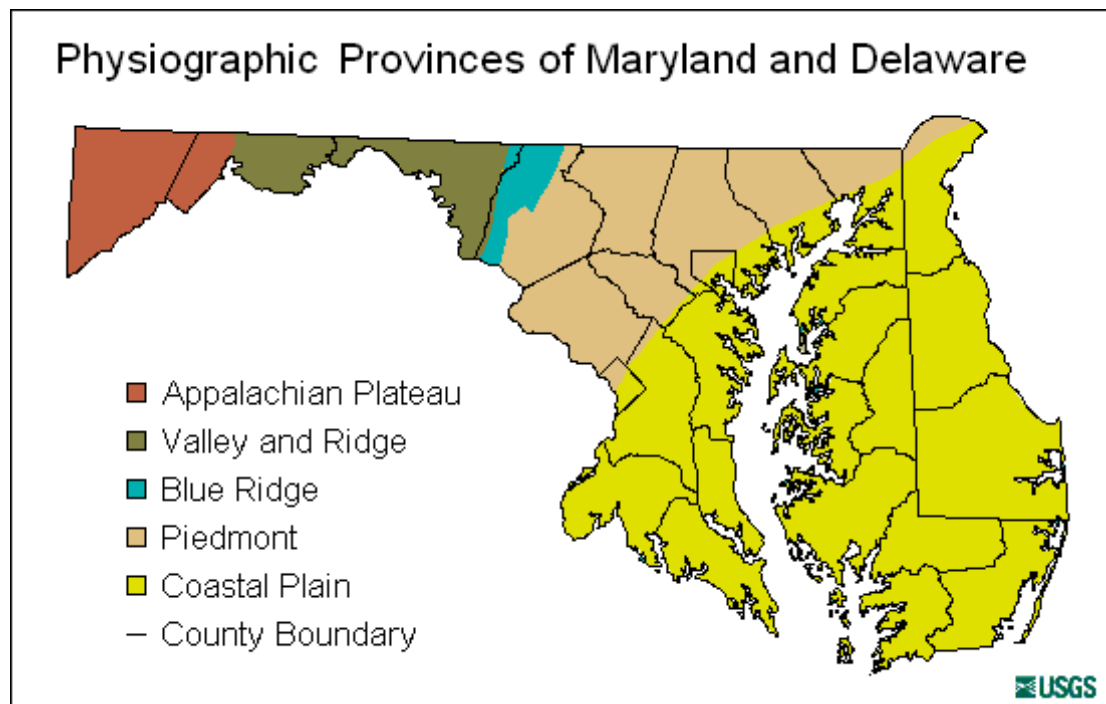 Physiographic Provinces of Maryland and Delaware
Appalachian Plateau
Valley and Ridge
Blue Ridge
Piedmont
Coastal Plain
County Boundary
USGS